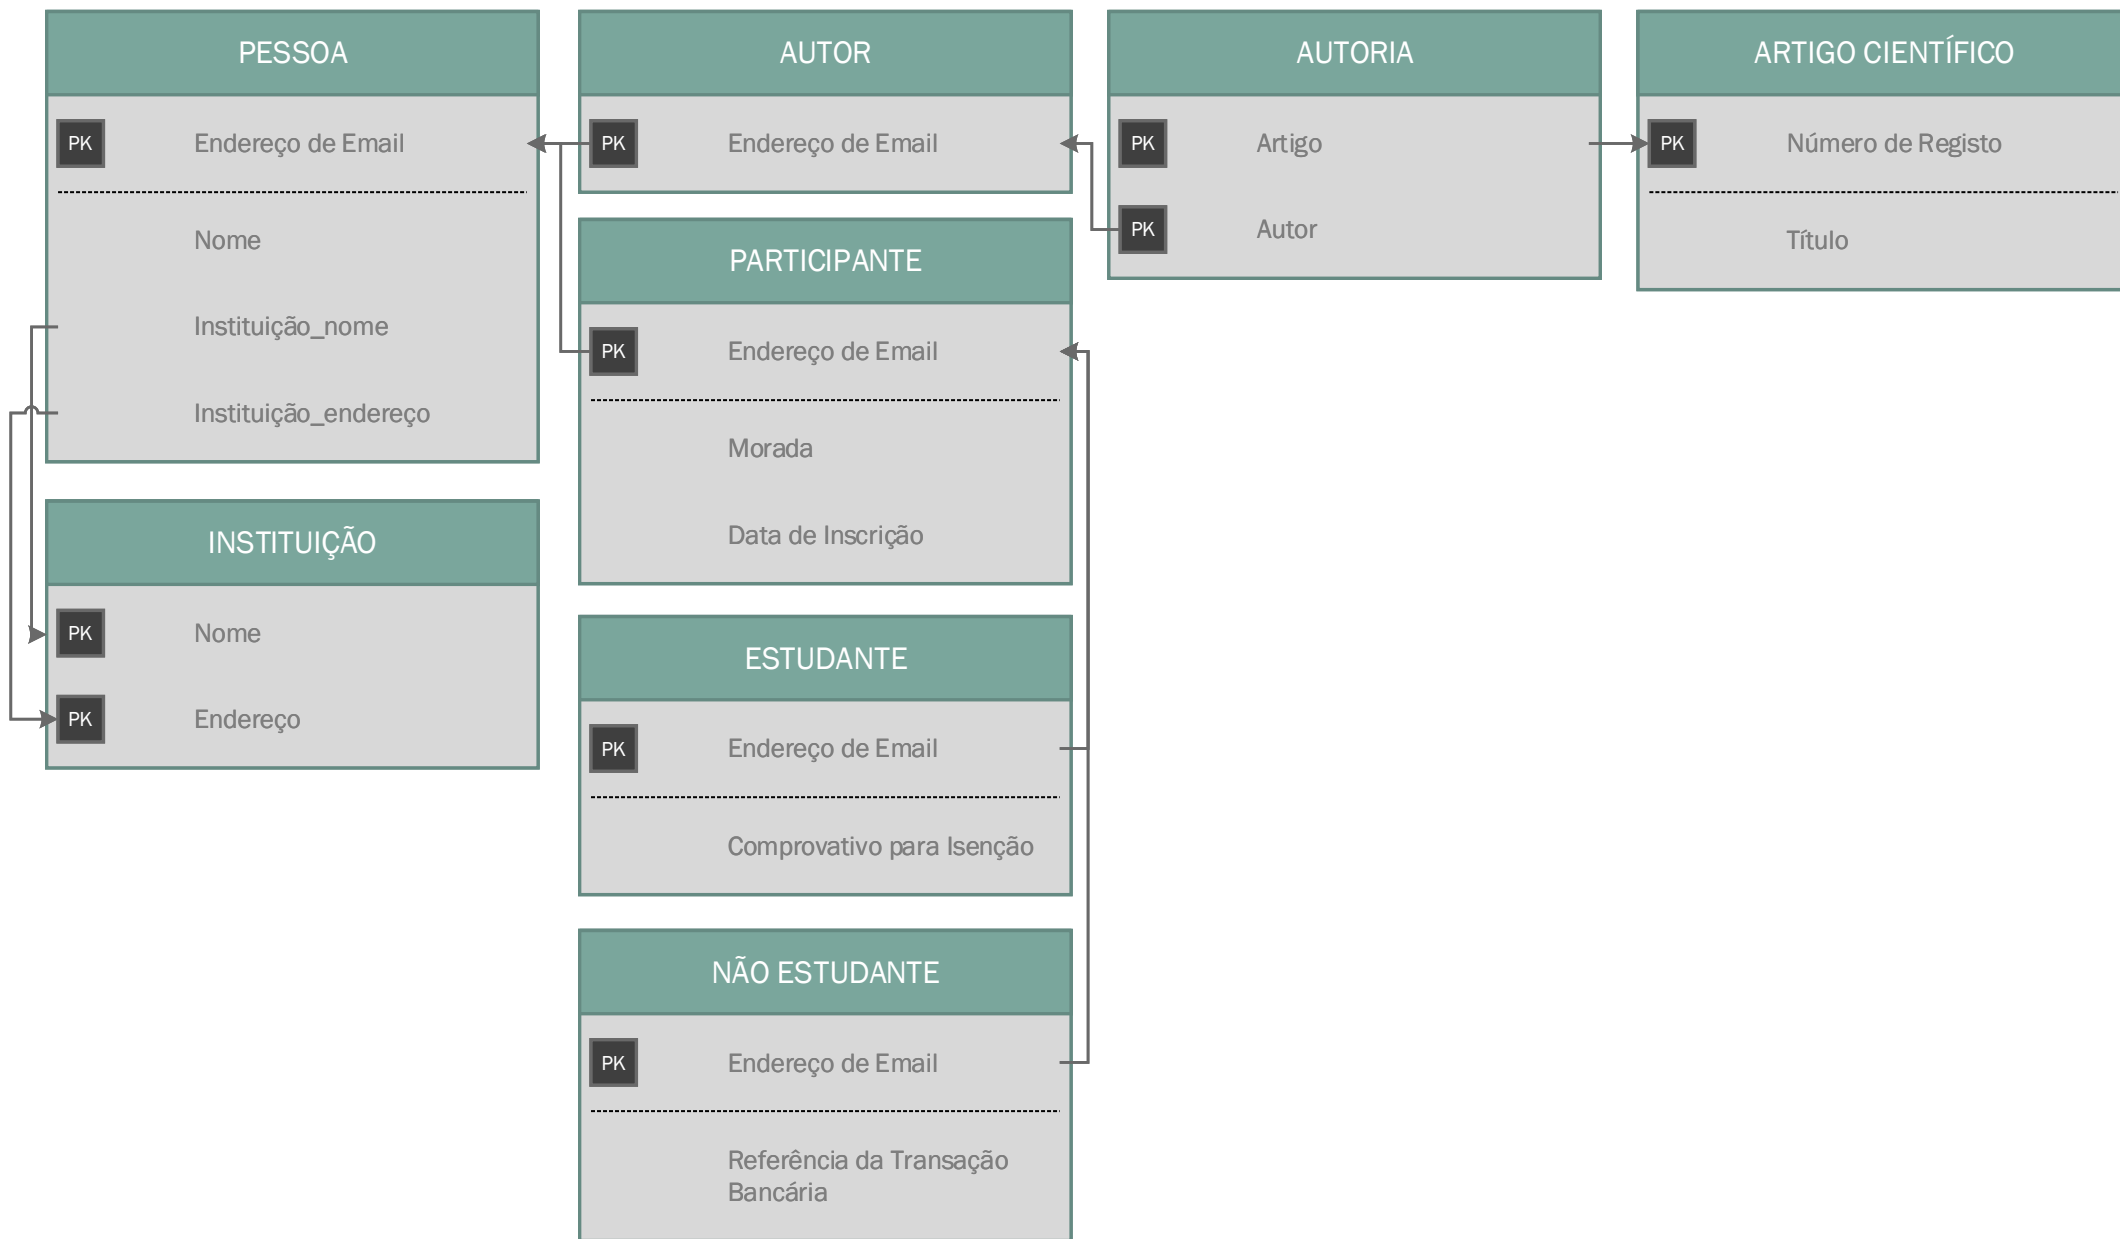 PESSOA
PK Endereço de Email
Nome
Instituição_nome
Instituição_endereço
INSTITUIÇÃO
PK Nome
PK Endereço
AUTOR
PK Endereço de Email
PARTICIPANTE
PK Endereço de Email
Morada
Data de Inscrição
ESTUDANTE
PK Endereço de Email
Comprovativo para Isenção
NÃO ESTUDANTE
PK Endereço de Email
Referência da Transação
Bancária
AUTORIA
PK Artigo
PK Autor
ARTIGO CIENTÍFICO
PK Número de Registo
Título